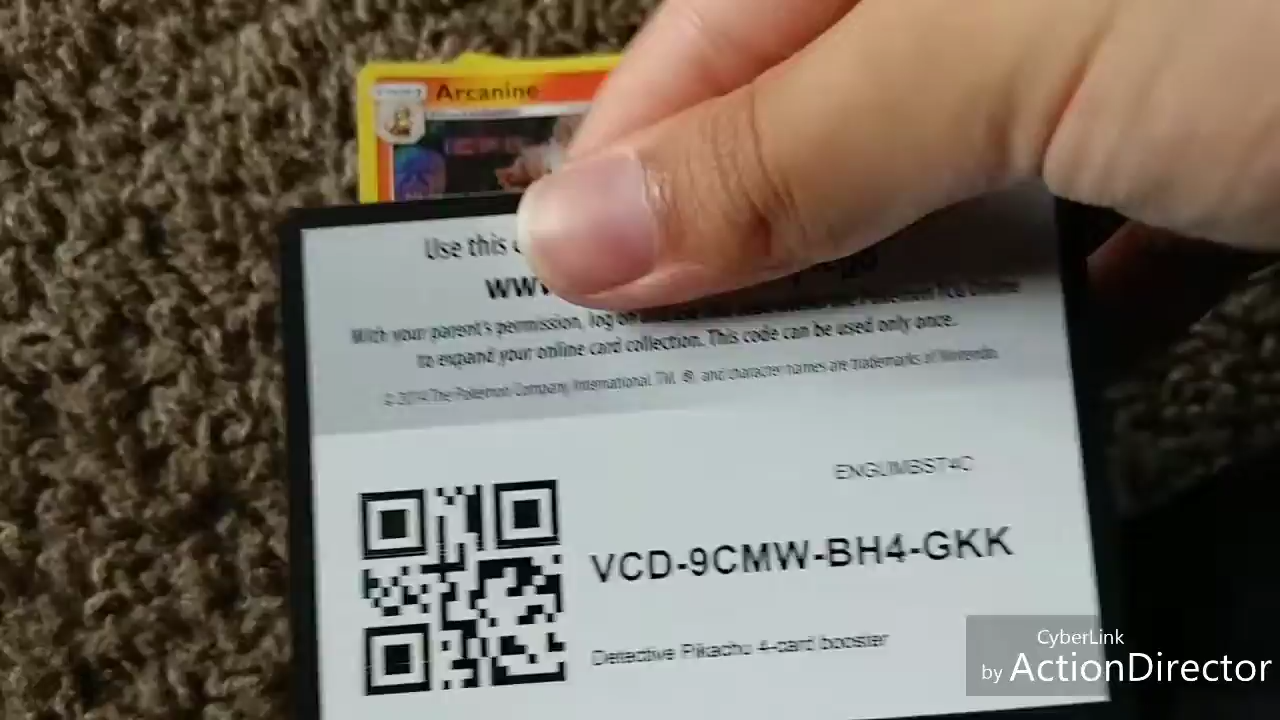 Arcanine
Use this
www
With your parent's permission, log on
to expand your online card collection. This code can be used only once.
© 2019 The Pokémon Company International. TM, ®, and character names are trademarks of Nintendo.
VCD-9CMW-BH4-GKK
Detective Pikachu 4-card booster
CyberLink
by ActionDirector